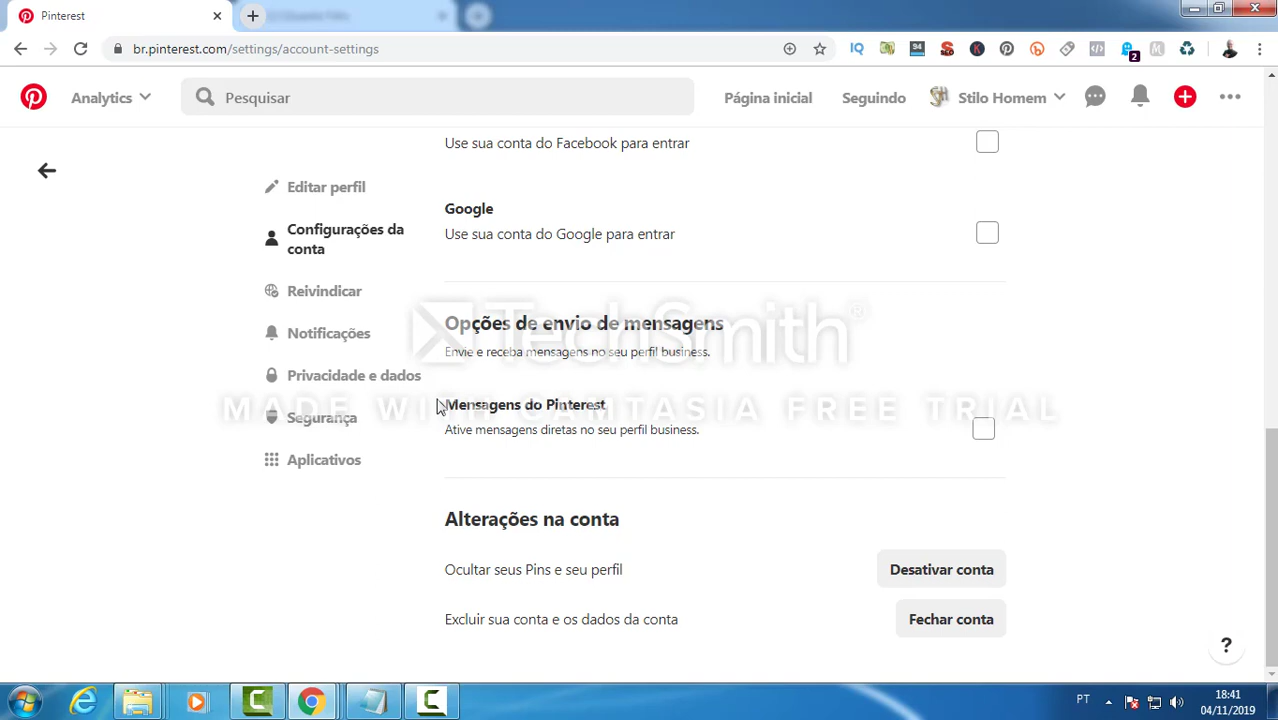 Pinterest
br.pinterest.com/settings/account-settings
IQ
94
2
Analytics
Pesquisar
Página inicial
Seguindo
Stilo Homem
Use sua conta do Facebook para entrar
Editar perfil
Configurações da
conta
Reivindicar
Notificações
Privacidade e dados
Segurança
Aplicativos
Google
Use sua conta do Google para entrar
Opções de envio de mensagens
Envie e receba mensagens no seu perfil business.
Mensagens do Pinterest
Ative mensagens diretas no seu perfil business.
Alterações na conta
Ocultar seus Pins e seu perfil
Desativar conta
Excluir sua conta e os dados da conta
Fechar conta
?
TechSmith®
MADE WITH CAMTASIA FREE TRIAL
PT
18:41
04/11/2019